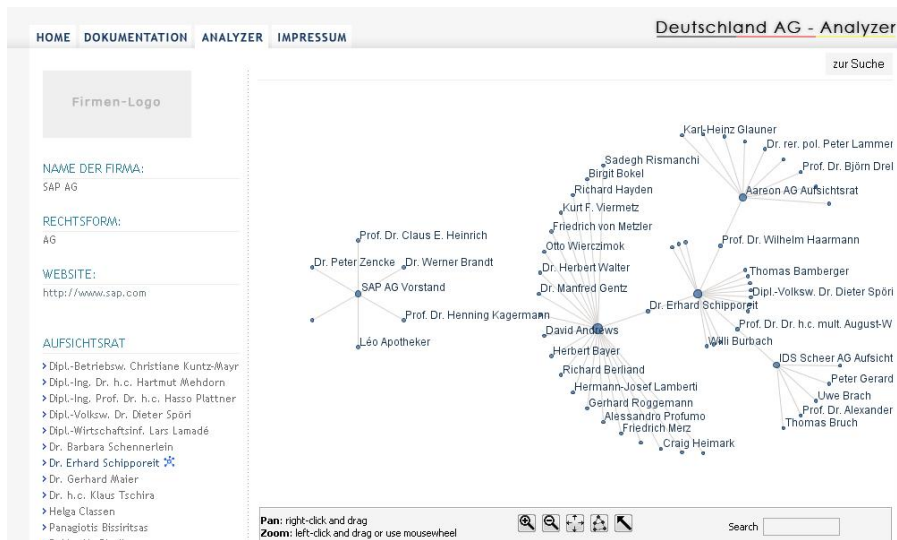 HOME DOKUMENTATION ANALYZER IMPRESSUM
Deutschland AG - Analyzer
zur Suche
Firmen-Logo
NAME DER FIRMA:
SAP AG
RECHTSFORM:
AG
WEBSITE:
http://www.sap.com
AUFSICHTSRAT
Dipl.-Betriebsw. Christiane Kuntz-Mayr
Dipl.-Ing. Dr. h.c. Hartmut Mehdorn
Dipl.-Ing. Prof. Dr. h.c. Hasso Plattner
Dipl.-Volksw. Dr. Dieter Spöri
Dipl.-Wirtschaftsinf. Lars Lamadé
Dr. Barbara Schennerlein
Dr. Erhard Schipporeit
Dr. Gerhard Maier
Dr. h.c. Klaus Tschira
Helga Classen
Panagiotis Bissiritsas
Prof. Dr. Claus E. Heinrich
Dr. Peter Zencke
Dr. Werner Brandt
SAP AG Vorstand
Prof. Dr. Henning Kagermann
Léo Apotheker
Sadegh Rismanchi
Birgit Bokel
Richard Hayden
Kurt F. Viermetz
Friedrich von Metzler
Otto Wierczimok
Dr. Herbert Walter
Dr. Manfred Gentz
David Andrews
Herbert Bayer
Richard Berliand
Hermann-Josef Lamberti
Gerhard Roggemann
Alessandro Profumo
Friedrich Merz
Craig Heimark
Karl-Heinz Glauner
Dr. rer. pol. Peter Lammer
Prof. Dr. Björn Drel
Aareon AG Aufsichtsrat
Prof. Dr. Wilhelm Haarmann
Thomas Bamberger
Dipl.-Volksw. Dr. Dieter Spöri
Dr. Erhard Schipporeit
Prof. Dr. Dr. h.c. mult. August-W
Willi Burbach
IDS Scheer AG Aufsicht
Peter Gerard
Uwe Brach
Prof. Dr. Alexander
Thomas Bruch
Pan: right-click and drag
Zoom: left-click and drag or use mousewheel
Search